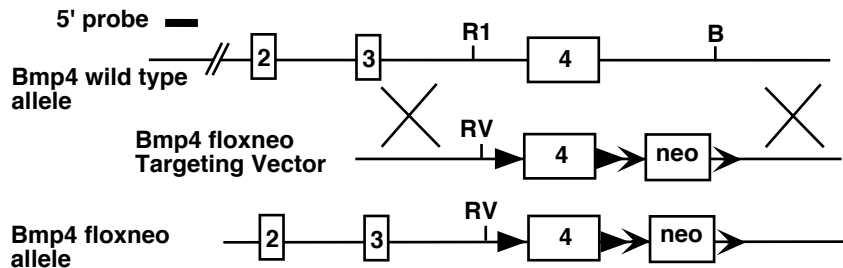 5' probe
R1
B
2
3
4
Bmp4 wild type
allele
RV
Bmp4 floxneo
Targeting Vector
4
neo
RV
Bmp4 floxneo
allele
2
3
4
neo